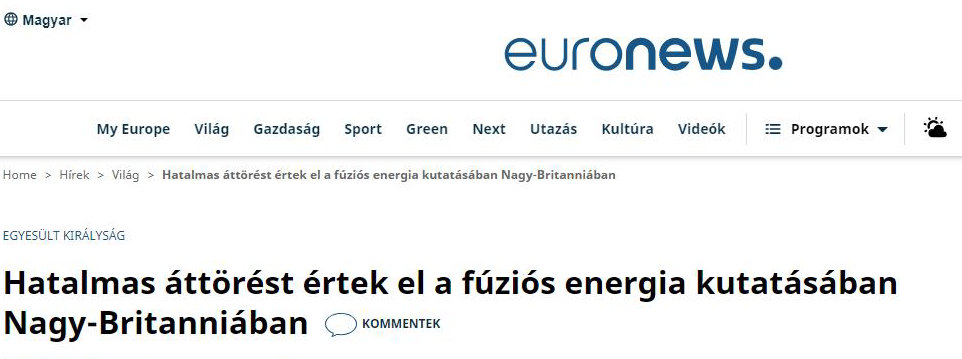 Magyar
euronews.
My Europe Világ Gazdaság Sport Green Next Utazás Kultúra Videók Programok
Home > Hírek > Világ > Hatalmas áttörést értek el a fúziós energia kutatásában Nagy-Britanniában
EGYESÜLT KIRÁLYSÁG
Hatalmas áttörést értek el a fúziós energia kutatásában
Nagy-Britanniában KOMMENTEK